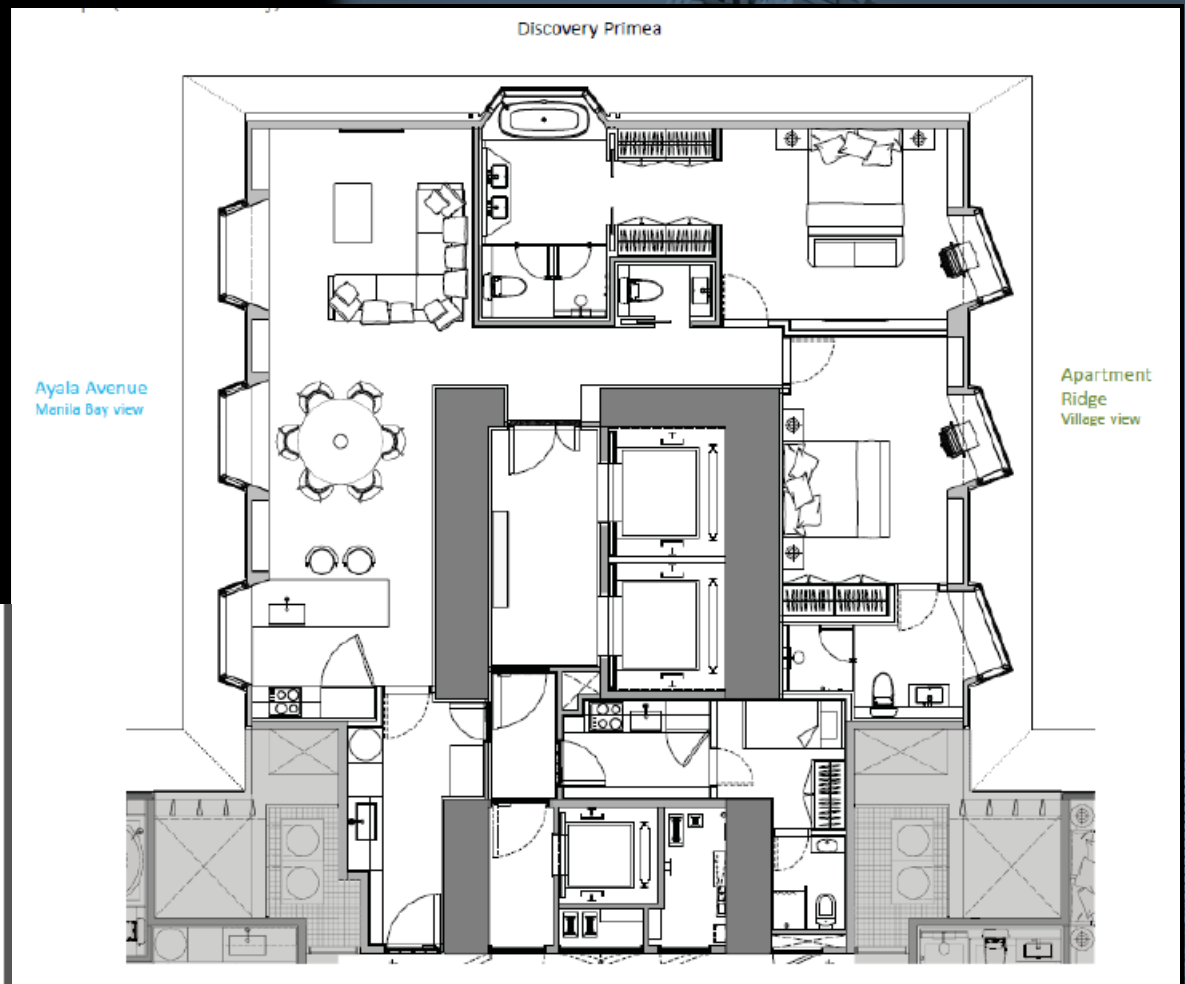 Discovery Primea
Ayala Avenue
Manila Bay view
Apartment
Ridge
Village view